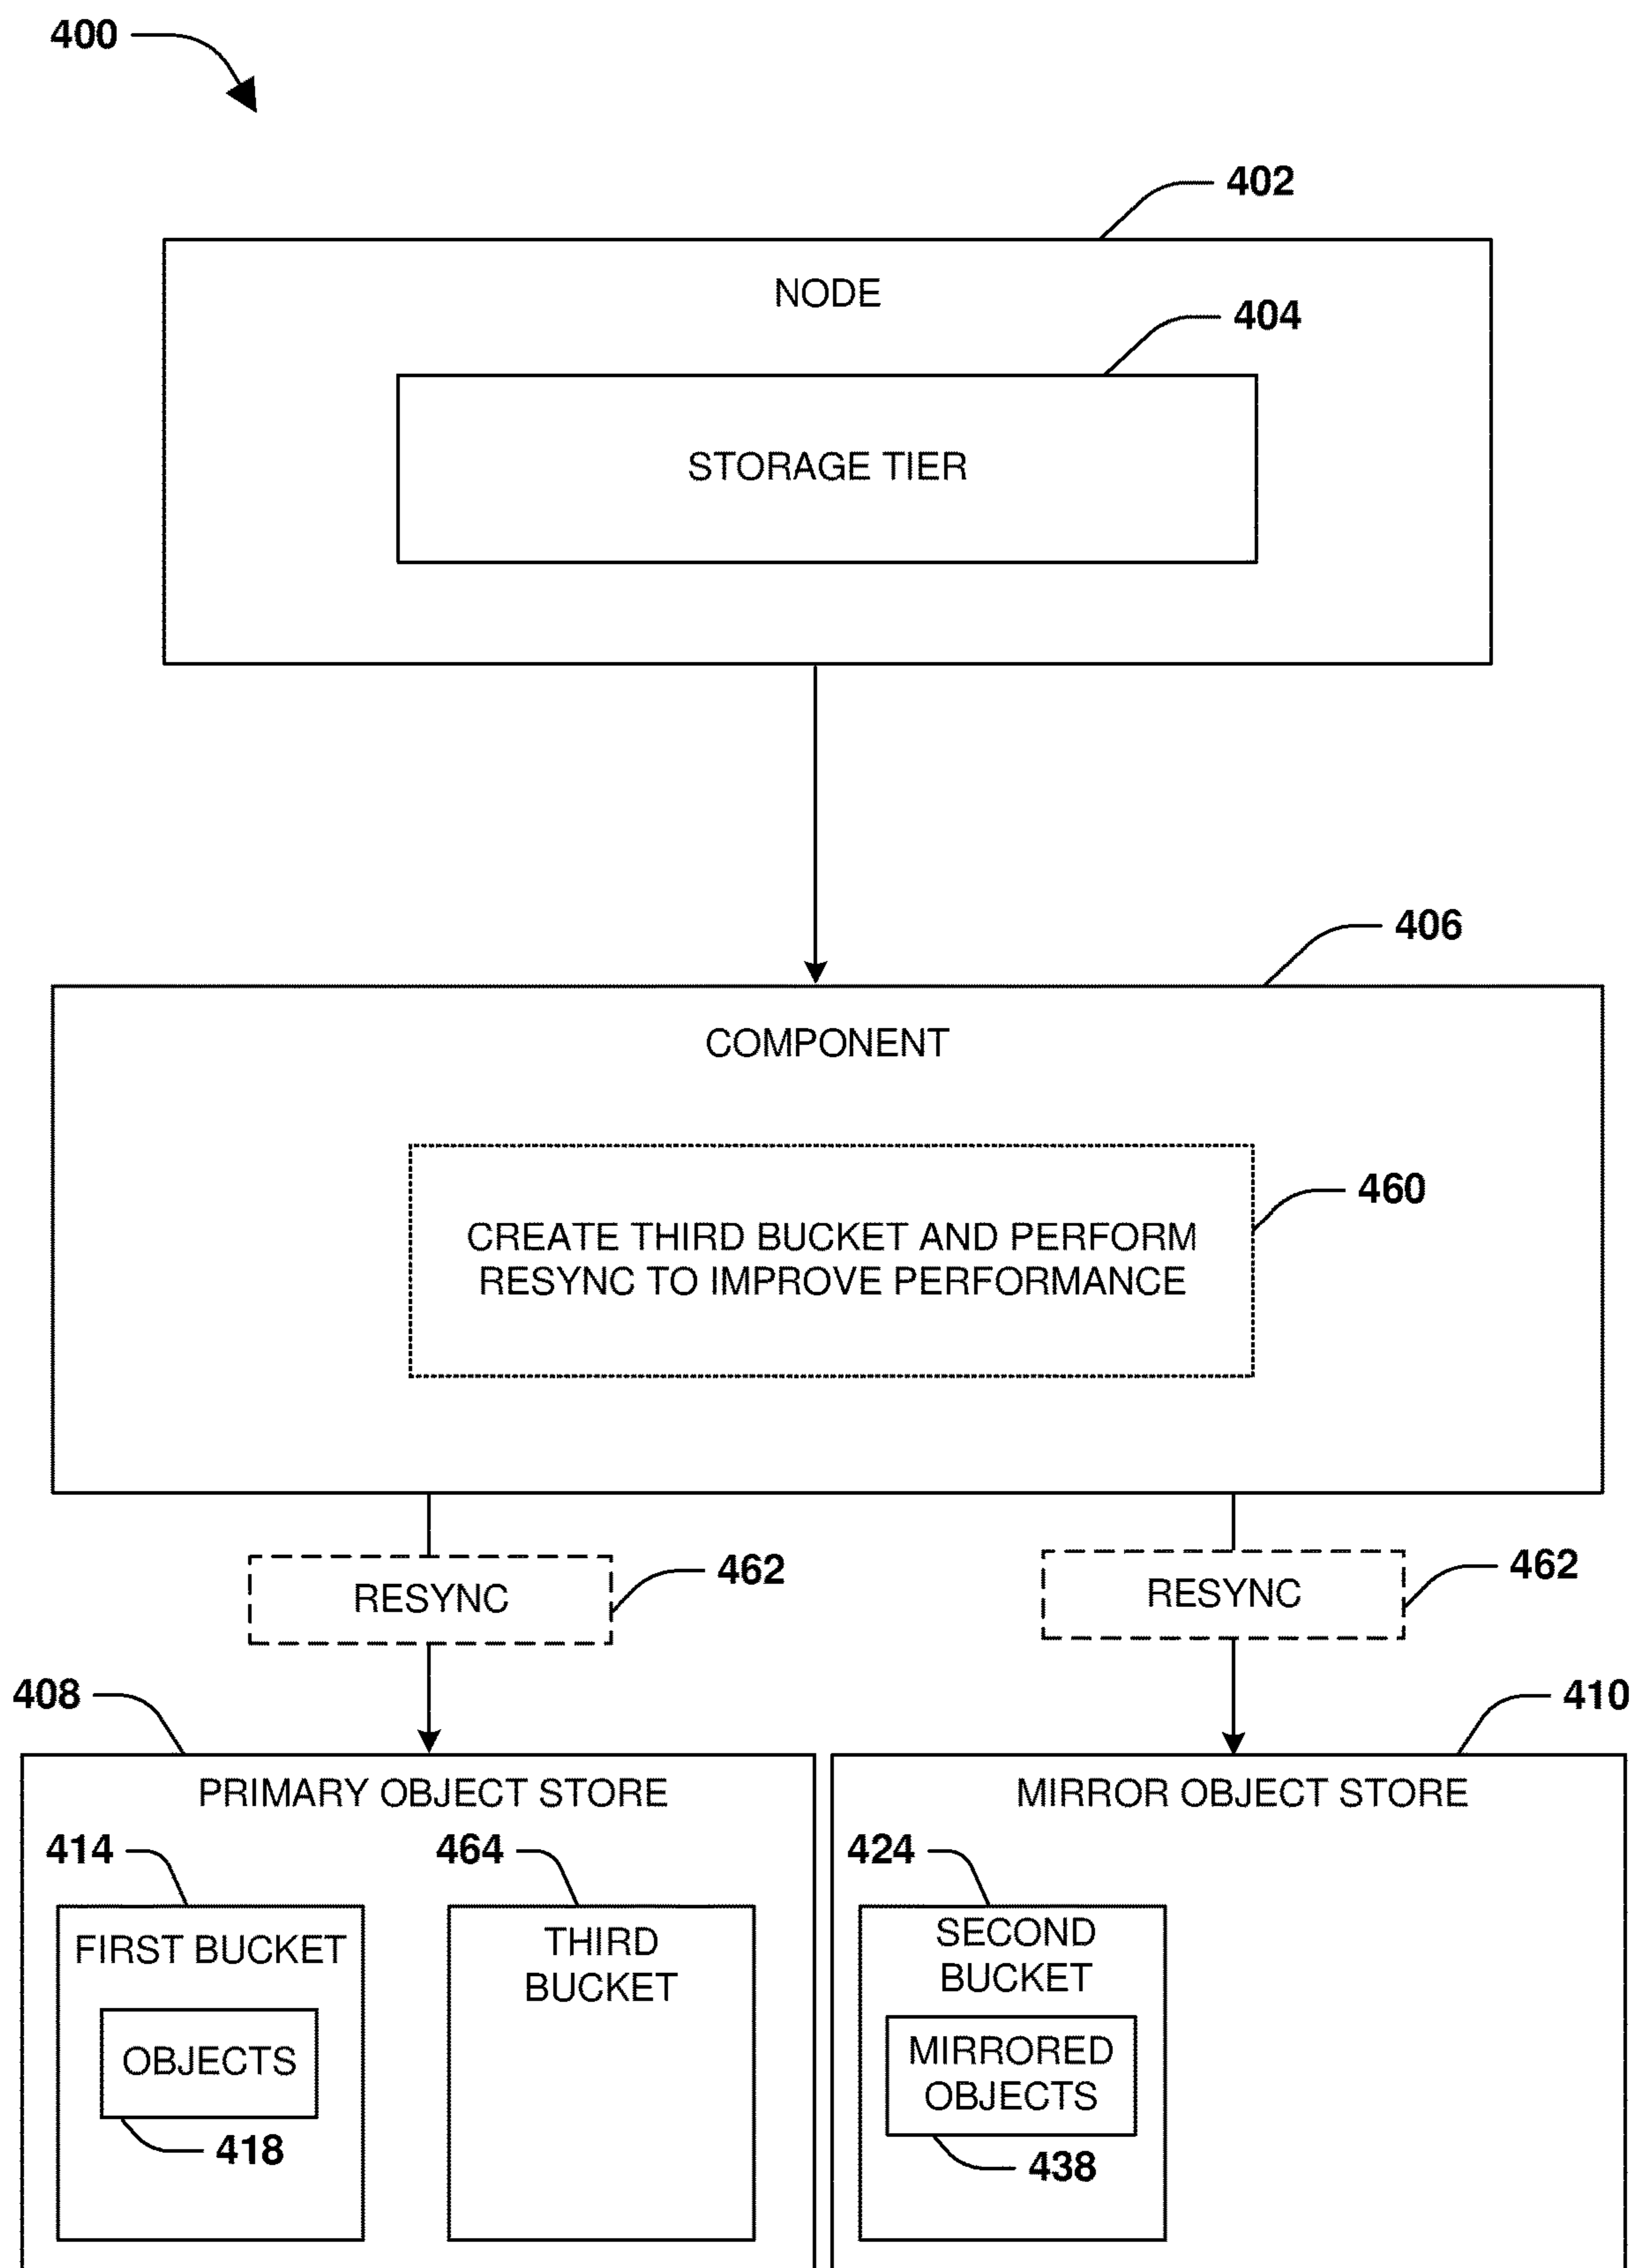 400
402
NODE
404
STORAGE TIER
406
COMPONENT
460
CREATE THIRD BUCKET AND PERFORM
RESYNC TO IMPROVE PERFORMANCE
RESYNC
462
RESYNC
462
408
410
PRIMARY OBJECT STORE
MIRROR OBJECT STORE
414
464
424
FIRST BUCKET
THIRD
BUCKET
SECOND
BUCKET
OBJECTS
MIRRORED
OBJECTS
418
438